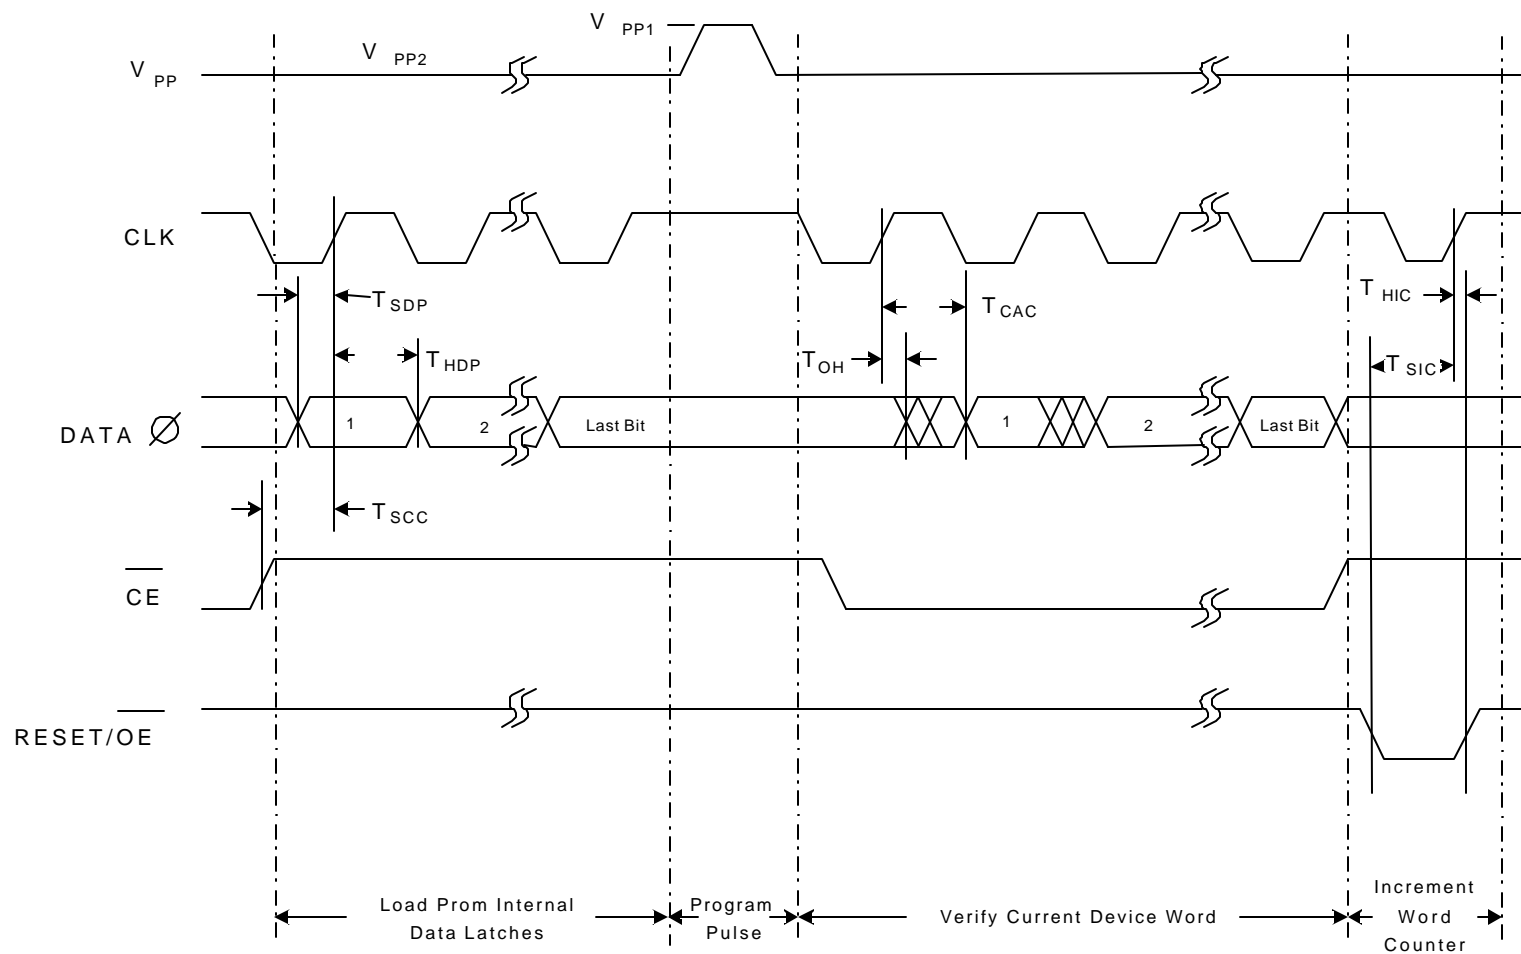 V PP1
V PP2
V PP
CLK
T SDP
T HIC
T CAC
T OH
T HDP
T SIC
DATA Ø
1
2
Last Bit
1
2
Last Bit
T SCC
CE
RESET/OE
Load Prom Internal
Data Latches
Program
Pulse
Verify Current Device Word
Increment
Word
Counter